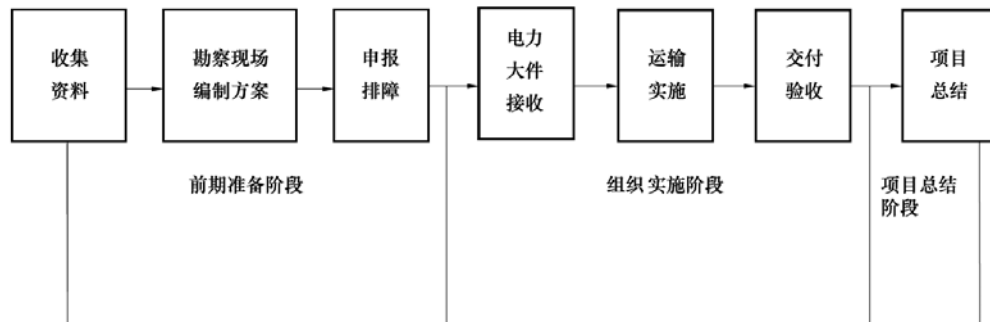 收集
资料
勘察现场
编制方案
申报
排障
电力
大件
接收
运输
实施
交付
验收
项目
总结
前期准备阶段
组织实施阶段
项目总结
阶段